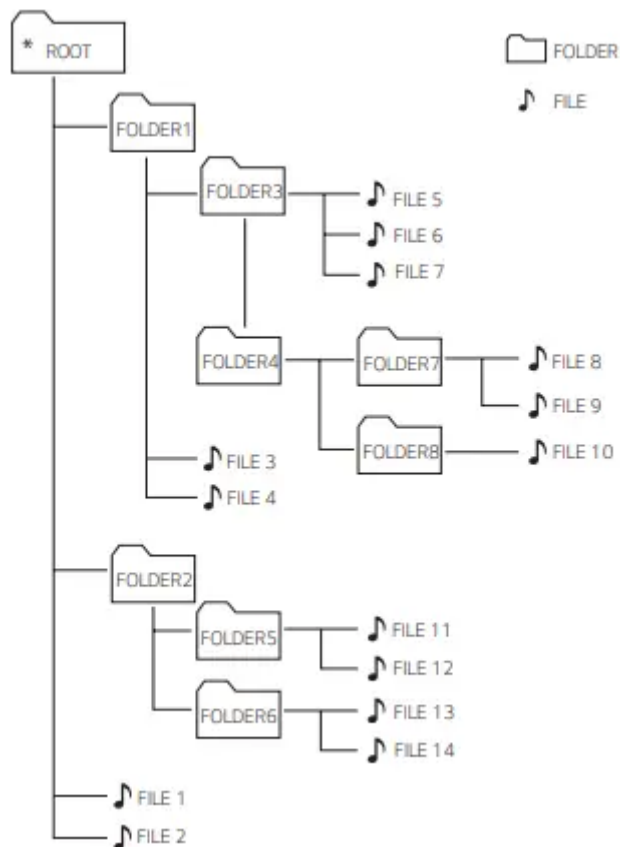 * ROOT
FOLDER
FILE
FOLDER1
FOLDER3
FILE 5
FILE 6
FILE 7
FOLDER4
FOLDER7
FILE 8
FILE 9
FOLDER8
FILE 10
FILE 3
FILE 4
FOLDER2
FOLDER5
FILE 11
FILE 12
FOLDER6
FILE 13
FILE 14
FILE 1
FILE 2